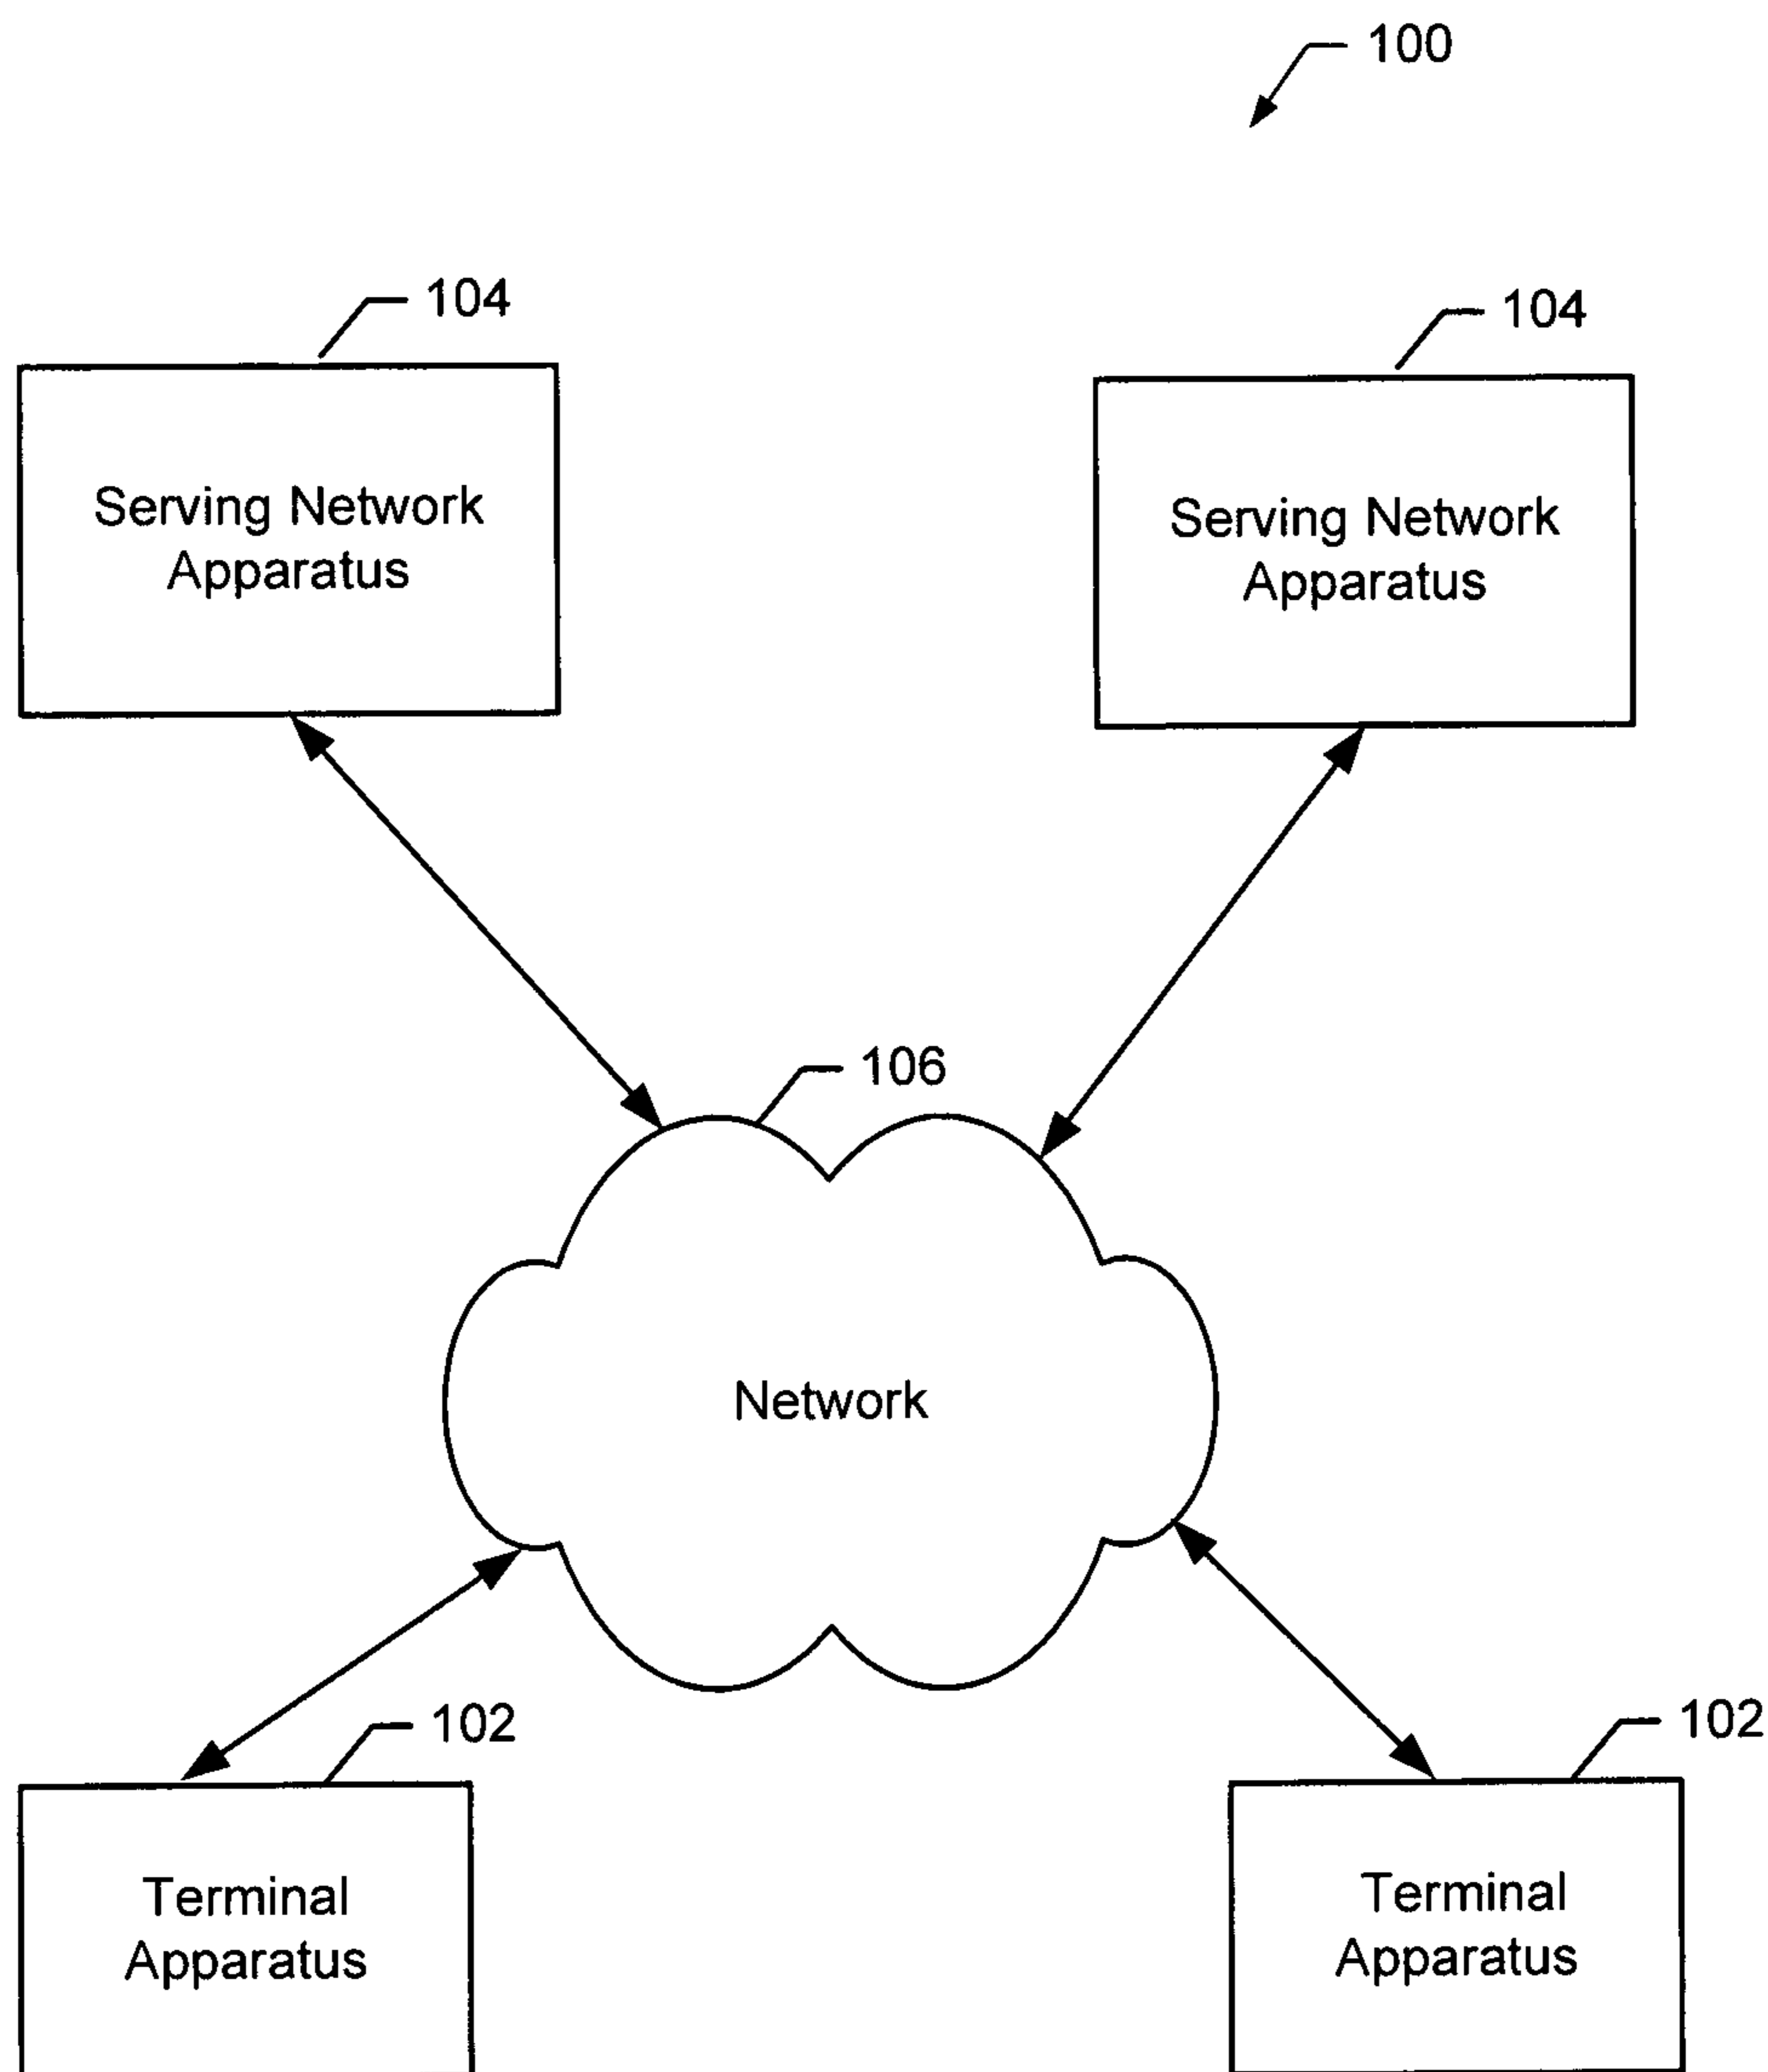 100
104
104
Serving Network
Apparatus
Serving Network
Apparatus
106
Network
102
102
Terminal
Apparatus
Terminal
Apparatus